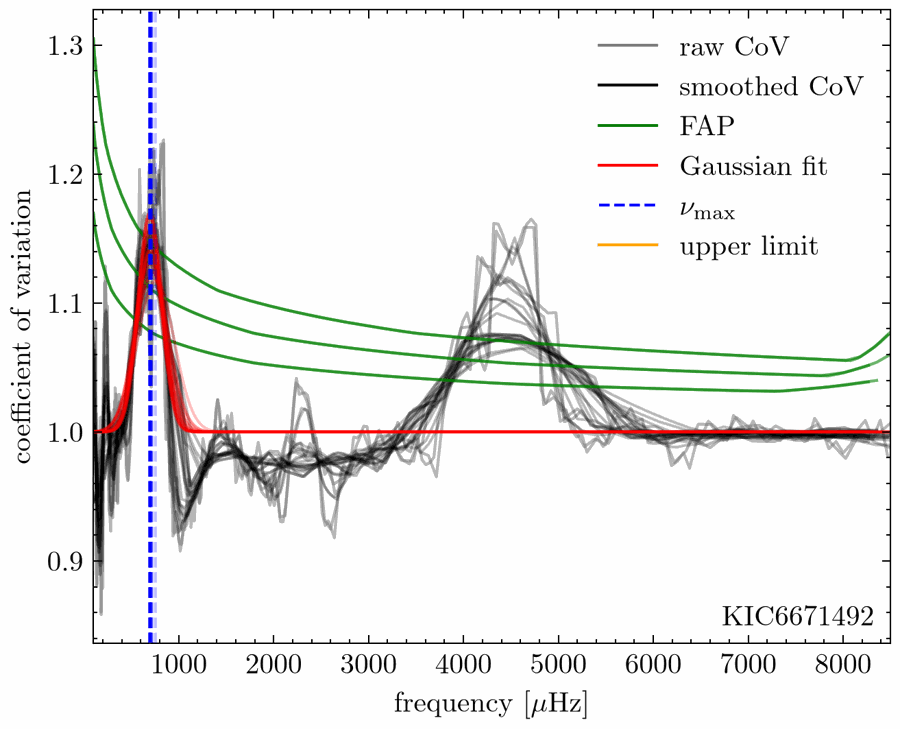 raw CoV
smoothed CoV
FAP
Gaussian fit
ν_max
upper limit
1.3
1.2
1.1
1.0
0.9
coefficient of variation
KIC6671492
1000 2000 3000 4000 5000 6000 7000 8000
frequency [μHz]